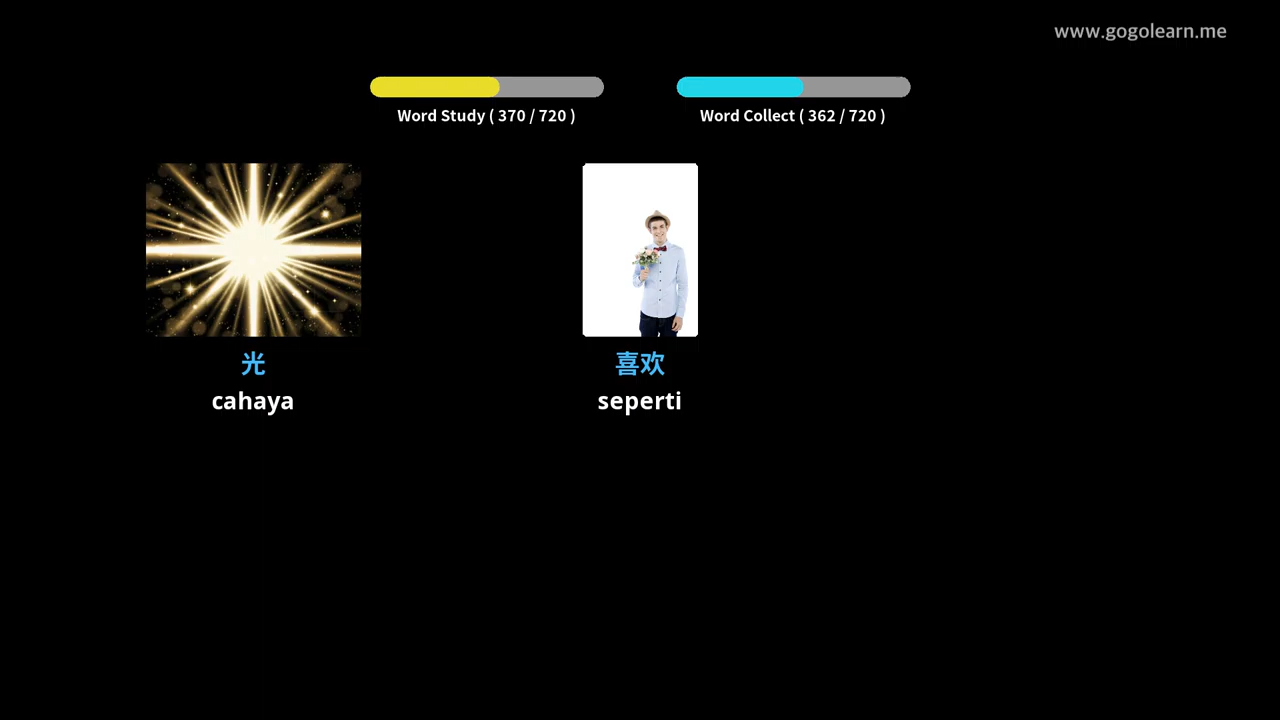 www.gogolearn.me
Word Study ( 370 / 720 )
Word Collect ( 362 / 720 )
光
cahaya
喜欢
seperti